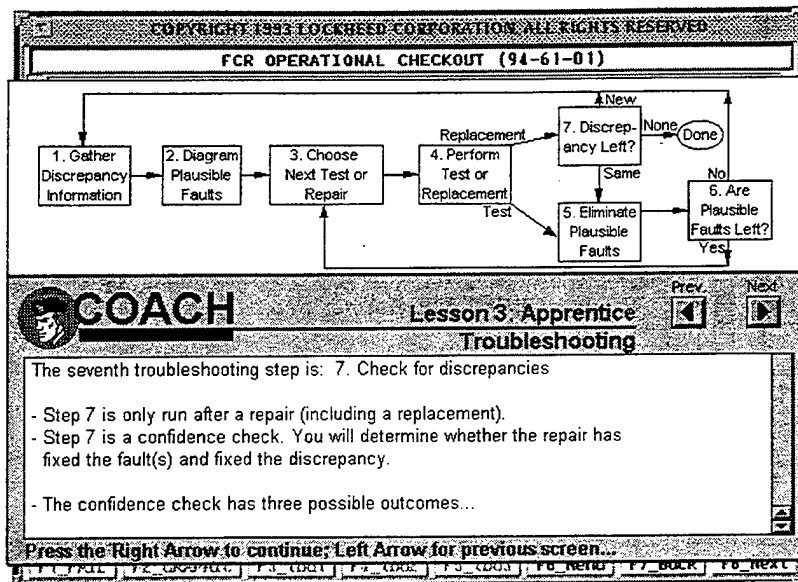 COPYRIGHT 1993 LOCKHEED CORPORATION, ALL RIGHTS RESERVED
FCR OPERATIONAL CHECKOUT (94-61-01)
1. Gather
Discrepancy
Information
2. Diagram
Plausible
Faults
3. Choose
Next Test or
Repair
4. Perform
Test or
Replacement
Replacement
Test
7. Discrep-
ancy Left?
New
None
Done
Same
5. Eliminate
Plausible
Faults
No
6. Are
Plausible
Faults Left?
Yes
COACH
Lesson 3: Apprentice
Troubleshooting
Prev.
Next
The seventh troubleshooting step is: 7. Check for discrepancies
- Step 7 is only run after a repair (including a replacement).
- Step 7 is a confidence check. You will determine whether the repair has
fixed the fault(s) and fixed the discrepancy.
- The confidence check has three possible outcomes...
Press the Right Arrow to continue; Left Arrow for previous screen...
F6_Menu F7_Back F8_Next